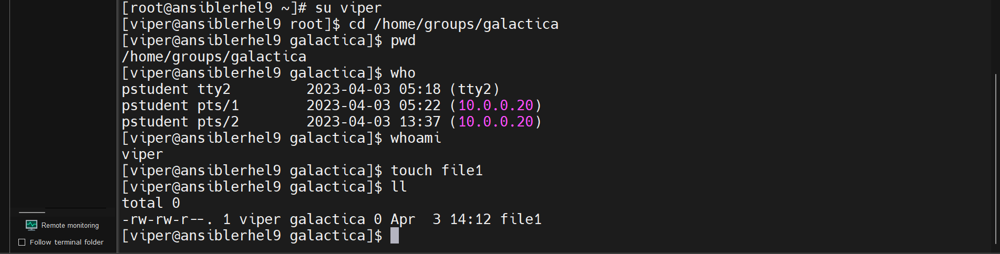 [root@ansiblerhel9 ~]# su viper
[viper@ansiblerhel9 root]$ cd /home/groups/galactica
[viper@ansiblerhel9 galactica]$ pwd
/home/groups/galactica
[viper@ansiblerhel9 galactica]$ who
pstudent tty2         2023-04-03 05:18 (tty2)
pstudent pts/1        2023-04-03 05:22 (10.0.0.20)
pstudent pts/2        2023-04-03 13:37 (10.0.0.20)
[viper@ansiblerhel9 galactica]$ whoami
viper
[viper@ansiblerhel9 galactica]$ touch file1
[viper@ansiblerhel9 galactica]$ ll
total 0
-rw-rw-r--. 1 viper galactica 0 Apr  3 14:12 file1
[viper@ansiblerhel9 galactica]$
Remote monitoring
Follow terminal folder